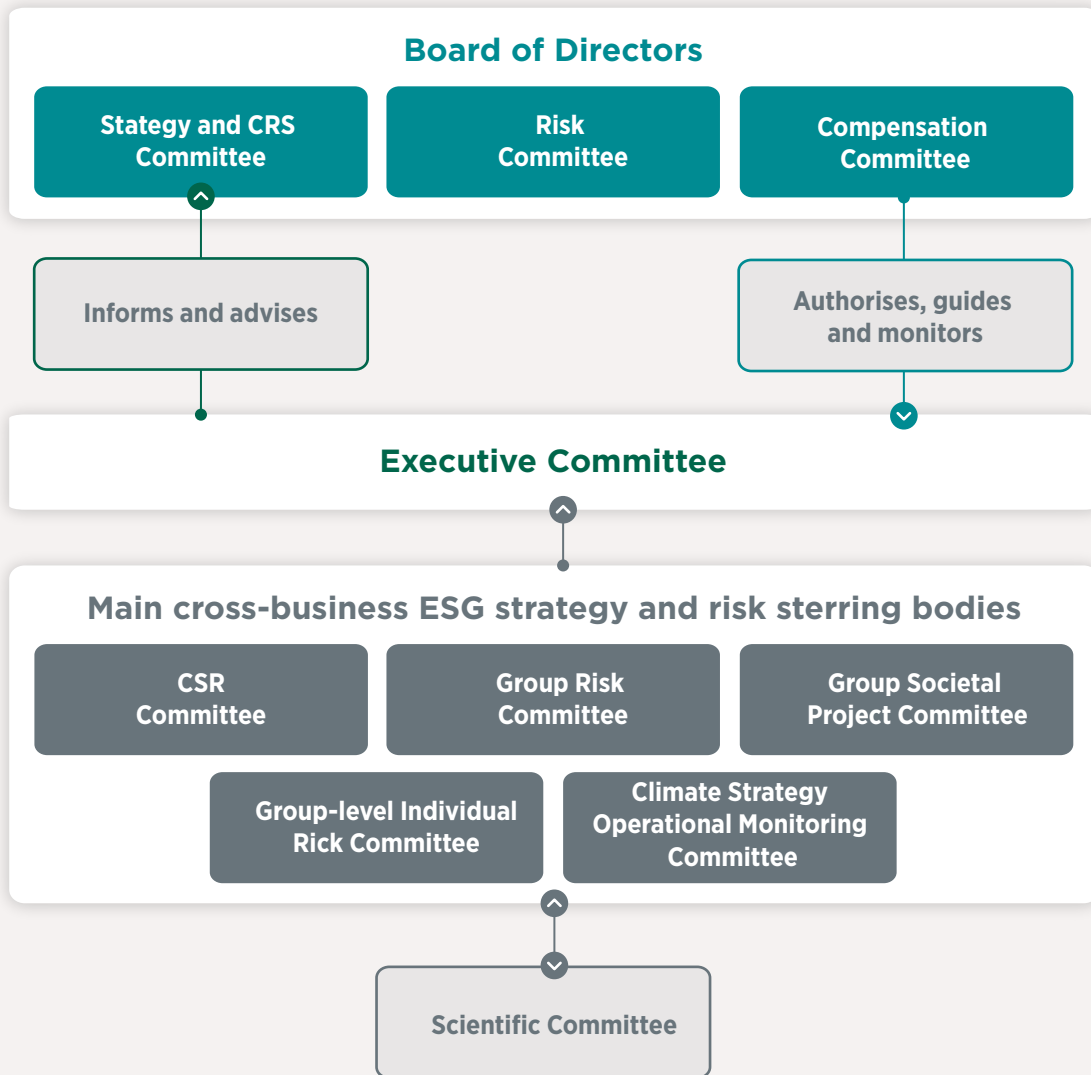 Board of Directors
Stategy and CRS
Committee
Risk
Committee
Compensation
Committee
Informs and advises
Authorises, guides
and monitors
Executive Committee
Main cross-business ESG strategy and risk sterring bodies
CSR
Committee
Group Risk
Committee
Group Societal
Project Committee
Group-level Individual
Rick Committee
Climate Strategy
Operational Monitoring
Committee
Scientific Committee